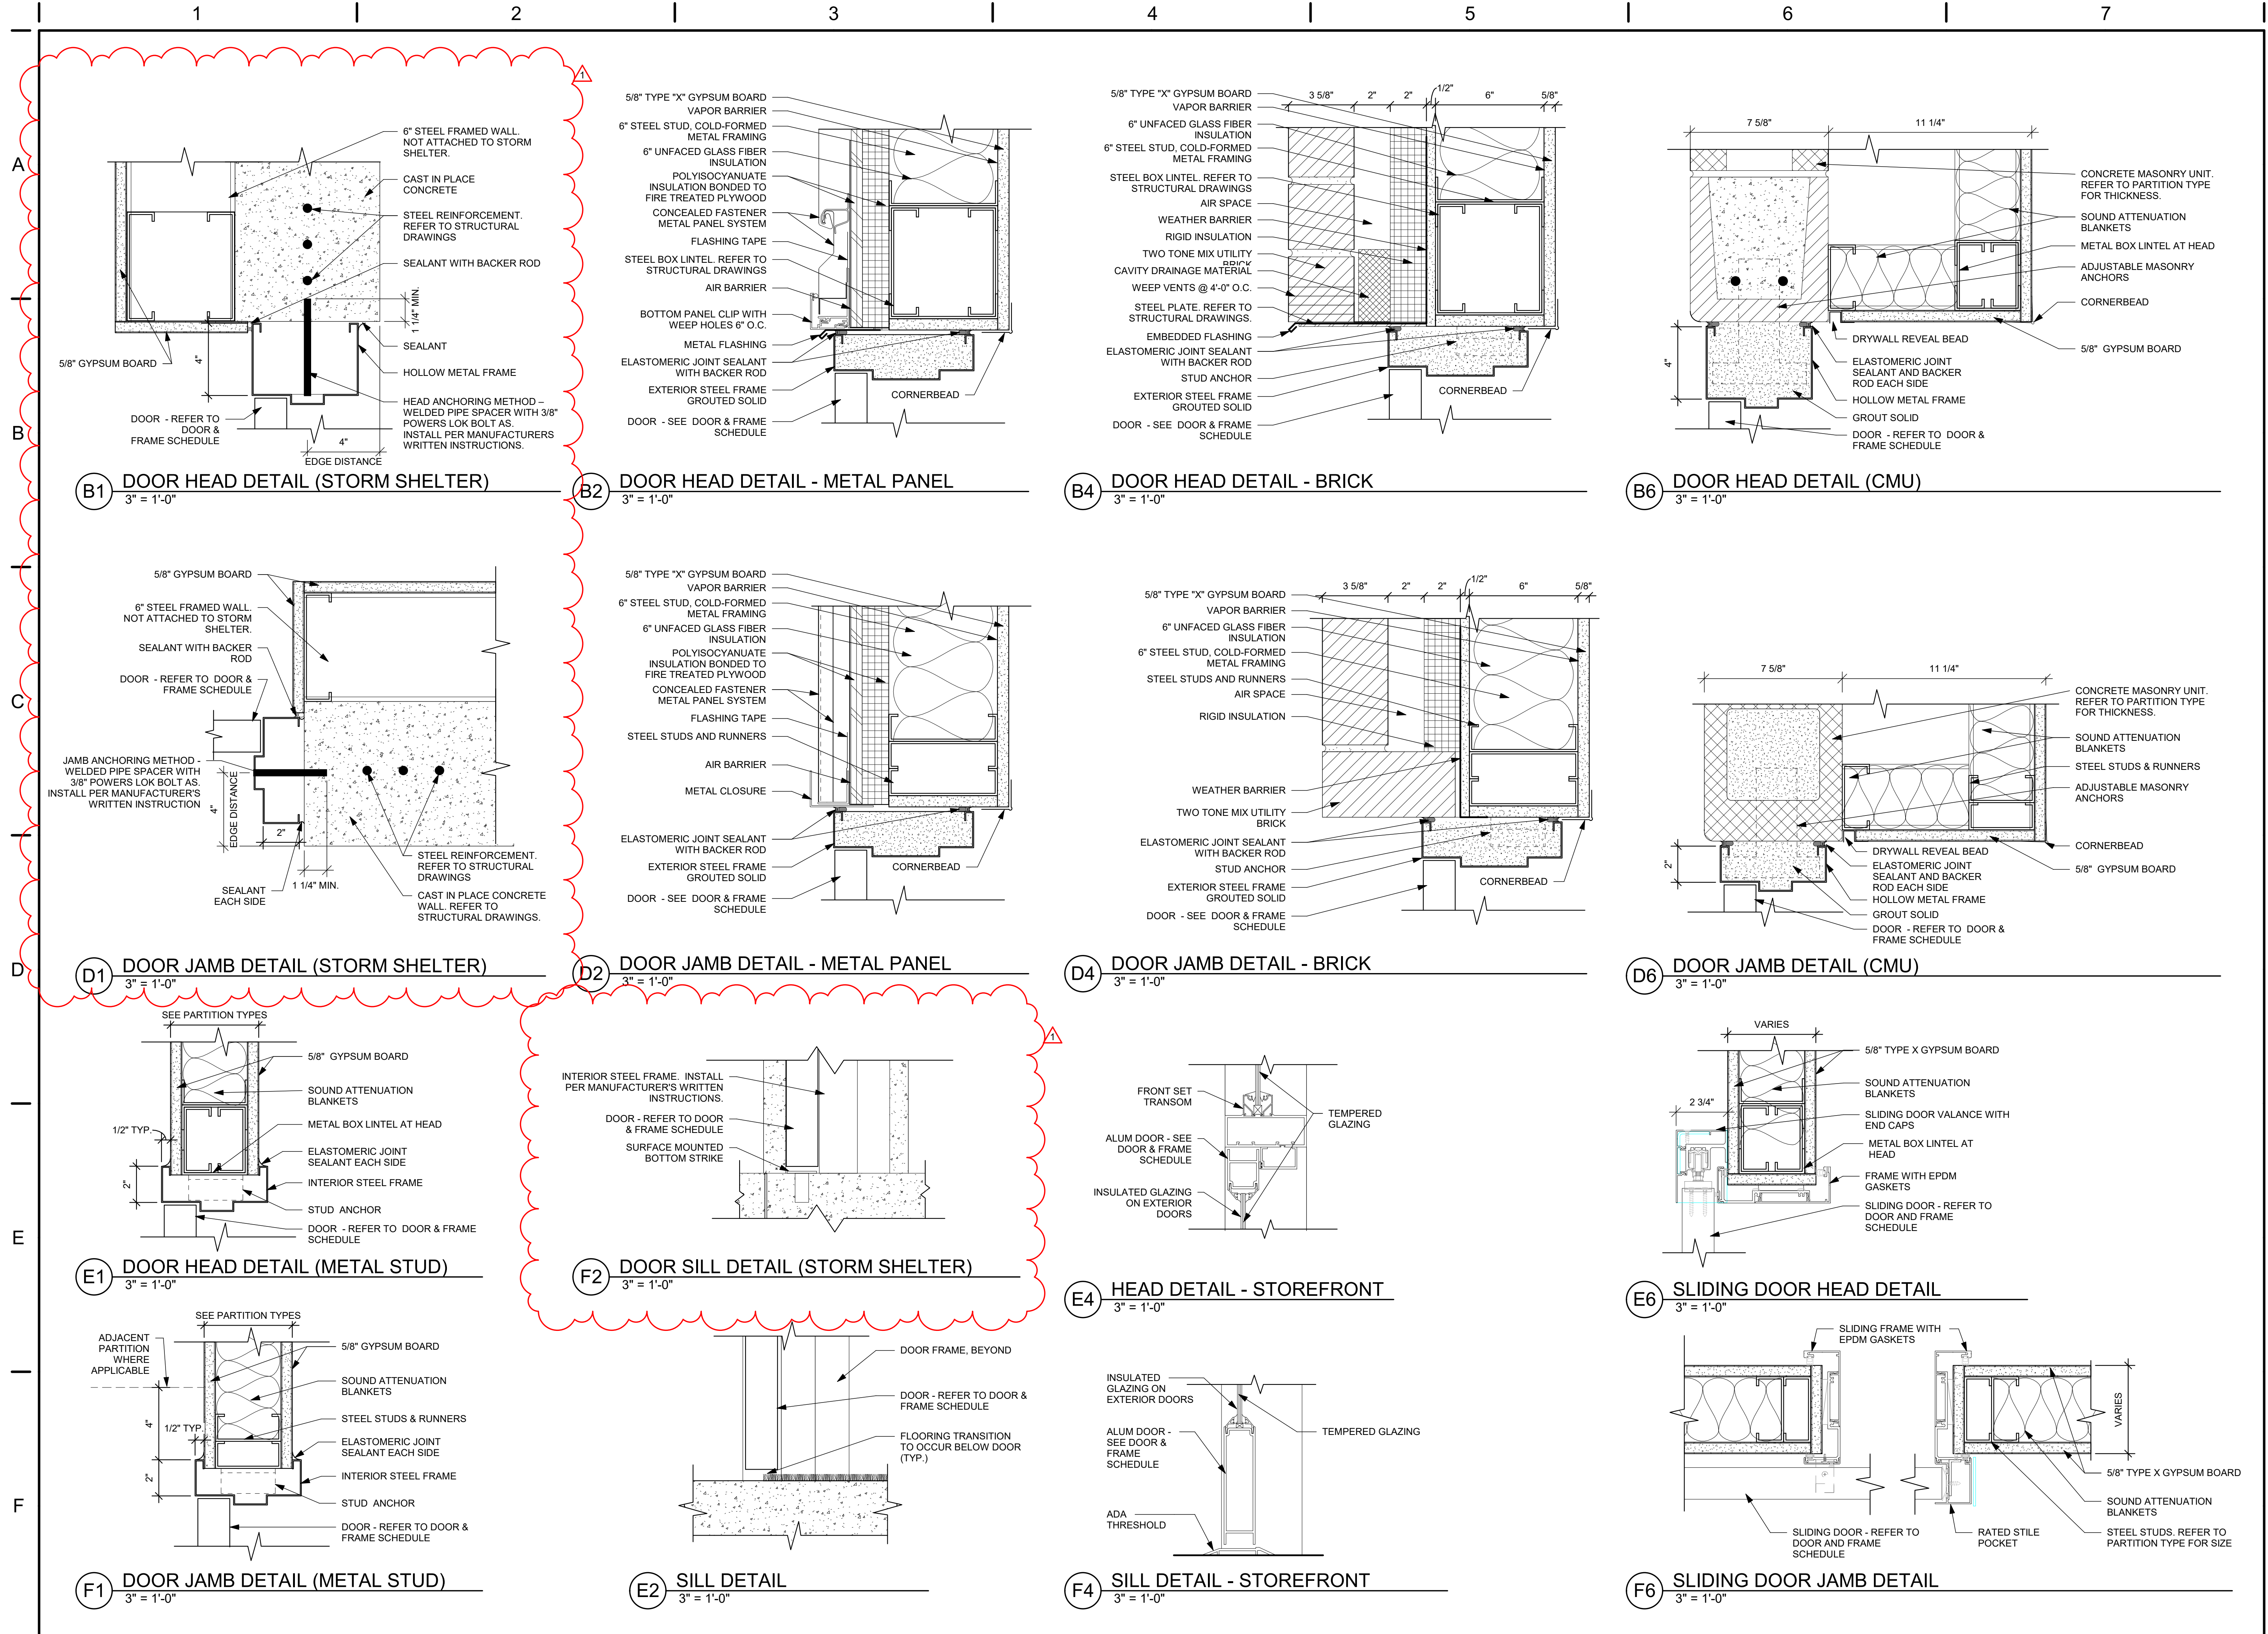 1 2 3 4 5 6 7
A
B
C
D
E
F
1
6" STEEL FRAMED WALL.
NOT ATTACHED TO STORM
SHELTER.
CAST IN PLACE
CONCRETE
STEEL REINFORCEMENT.
REFER TO STRUCTURAL
DRAWINGS
SEALANT WITH BACKER ROD
1 1/4" MIN.
SEALANT
HOLLOW METAL FRAME
HEAD ANCHORING METHOD –
WELDED PIPE SPACER WITH 3/8"
POWERS LOK BOLT AS.
INSTALL PER MANUFACTURERS
WRITTEN INSTRUCTIONS.
5/8" GYPSUM BOARD
4"
DOOR - REFER TO
DOOR &
FRAME SCHEDULE
4"
EDGE DISTANCE
B1 DOOR HEAD DETAIL (STORM SHELTER)
3" = 1'-0"
5/8" TYPE "X" GYPSUM BOARD
VAPOR BARRIER
6" STEEL STUD, COLD-FORMED
METAL FRAMING
6" UNFACED GLASS FIBER
INSULATION
POLYISOCYANUATE
INSULATION BONDED TO
FIRE TREATED PLYWOOD
CONCEALED FASTENER
METAL PANEL SYSTEM
FLASHING TAPE
STEEL BOX LINTEL. REFER TO
STRUCTURAL DRAWINGS
AIR BARRIER
BOTTOM PANEL CLIP WITH
WEEP HOLES 6" O.C.
METAL FLASHING
ELASTOMERIC JOINT SEALANT
WITH BACKER ROD
EXTERIOR STEEL FRAME
GROUTED SOLID
DOOR - SEE DOOR & FRAME
SCHEDULE
CORNERBEAD
B2 DOOR HEAD DETAIL - METAL PANEL
3" = 1'-0"
3 5/8" 2" 2" 1/2" 6" 5/8"
5/8" TYPE "X" GYPSUM BOARD
VAPOR BARRIER
6" UNFACED GLASS FIBER
INSULATION
6" STEEL STUD, COLD-FORMED
METAL FRAMING
STEEL BOX LINTEL. REFER TO
STRUCTURAL DRAWINGS
AIR SPACE
WEATHER BARRIER
RIGID INSULATION
TWO TONE MIX UTILITY
BRICK
CAVITY DRAINAGE MATERIAL
WEEP VENTS @ 4'-0" O.C.
STEEL PLATE. REFER TO
STRUCTURAL DRAWINGS.
EMBEDDED FLASHING
ELASTOMERIC JOINT SEALANT
WITH BACKER ROD
STUD ANCHOR
EXTERIOR STEEL FRAME
GROUTED SOLID
DOOR - SEE DOOR & FRAME
SCHEDULE
CORNERBEAD
B4 DOOR HEAD DETAIL - BRICK
3" = 1'-0"
7 5/8" 11 1/4"
CONCRETE MASONRY UNIT.
REFER TO PARTITION TYPE
FOR THICKNESS.
SOUND ATTENUATION
BLANKETS
METAL BOX LINTEL AT HEAD
ADJUSTABLE MASONRY
ANCHORS
CORNERBEAD
DRYWALL REVEAL BEAD
5/8" GYPSUM BOARD
4"
ELASTOMERIC JOINT
SEALANT AND BACKER
ROD EACH SIDE
HOLLOW METAL FRAME
GROUT SOLID
DOOR - REFER TO DOOR &
FRAME SCHEDULE
B6 DOOR HEAD DETAIL (CMU)
3" = 1'-0"
5/8" GYPSUM BOARD
6" STEEL FRAMED WALL.
NOT ATTACHED TO STORM
SHELTER.
SEALANT WITH BACKER
ROD
DOOR - REFER TO DOOR &
FRAME SCHEDULE
JAMB ANCHORING METHOD -
WELDED PIPE SPACER WITH
3/8" POWERS LOK BOLT AS.
INSTALL PER MANUFACTURER'S
WRITTEN INSTRUCTION
4"
EDGE DISTANCE
2"
1 1/4" MIN.
SEALANT
EACH SIDE
STEEL REINFORCEMENT.
REFER TO STRUCTURAL
DRAWINGS
CAST IN PLACE CONCRETE
WALL. REFER TO
STRUCTURAL DRAWINGS.
D1 DOOR JAMB DETAIL (STORM SHELTER)
3" = 1'-0"
5/8" TYPE "X" GYPSUM BOARD
VAPOR BARRIER
6" STEEL STUD, COLD-FORMED
METAL FRAMING
6" UNFACED GLASS FIBER
INSULATION
POLYISOCYANUATE
INSULATION BONDED TO
FIRE TREATED PLYWOOD
CONCEALED FASTENER
METAL PANEL SYSTEM
FLASHING TAPE
STEEL STUDS AND RUNNERS
AIR BARRIER
METAL CLOSURE
ELASTOMERIC JOINT SEALANT
WITH BACKER ROD
EXTERIOR STEEL FRAME
GROUTED SOLID
DOOR - SEE DOOR & FRAME
SCHEDULE
CORNERBEAD
D2 DOOR JAMB DETAIL - METAL PANEL
3" = 1'-0"
3 5/8" 2" 2" 1/2" 6" 5/8"
5/8" TYPE "X" GYPSUM BOARD
VAPOR BARRIER
6" UNFACED GLASS FIBER
INSULATION
6" STEEL STUD, COLD-FORMED
METAL FRAMING
STEEL STUDS AND RUNNERS
AIR SPACE
RIGID INSULATION
WEATHER BARRIER
TWO TONE MIX UTILITY
BRICK
ELASTOMERIC JOINT SEALANT
WITH BACKER ROD
STUD ANCHOR
EXTERIOR STEEL FRAME
GROUTED SOLID
DOOR - SEE DOOR & FRAME
SCHEDULE
CORNERBEAD
D4 DOOR JAMB DETAIL - BRICK
3" = 1'-0"
7 5/8" 11 1/4"
CONCRETE MASONRY UNIT.
REFER TO PARTITION TYPE
FOR THICKNESS.
SOUND ATTENUATION
BLANKETS
STEEL STUDS & RUNNERS
ADJUSTABLE MASONRY
ANCHORS
CORNERBEAD
DRYWALL REVEAL BEAD
5/8" GYPSUM BOARD
2"
ELASTOMERIC JOINT
SEALANT AND BACKER
ROD EACH SIDE
HOLLOW METAL FRAME
GROUT SOLID
DOOR - REFER TO DOOR &
FRAME SCHEDULE
D6 DOOR JAMB DETAIL (CMU)
3" = 1'-0"
SEE PARTITION TYPES
5/8" GYPSUM BOARD
SOUND ATTENUATION
BLANKETS
METAL BOX LINTEL AT HEAD
1/2" TYP.
ELASTOMERIC JOINT
SEALANT EACH SIDE
2"
INTERIOR STEEL FRAME
STUD ANCHOR
DOOR - REFER TO DOOR & FRAME
SCHEDULE
E1 DOOR HEAD DETAIL (METAL STUD)
3" = 1'-0"
1
INTERIOR STEEL FRAME. INSTALL
PER MANUFACTURER'S WRITTEN
INSTRUCTIONS.
DOOR - REFER TO DOOR
& FRAME SCHEDULE
SURFACE MOUNTED
BOTTOM STRIKE
F2 DOOR SILL DETAIL (STORM SHELTER)
3" = 1'-0"
FRONT SET
TRANSOM
TEMPERED
GLAZING
ALUM DOOR - SEE
DOOR & FRAME
SCHEDULE
INSULATED GLAZING
ON EXTERIOR
DOORS
E4 HEAD DETAIL - STOREFRONT
3" = 1'-0"
VARIES
5/8" TYPE X GYPSUM BOARD
SOUND ATTENUATION
BLANKETS
2 3/4"
SLIDING DOOR VALANCE WITH
END CAPS
METAL BOX LINTEL AT
HEAD
FRAME WITH EPDM
GASKETS
SLIDING DOOR - REFER TO
DOOR AND FRAME
SCHEDULE
E6 SLIDING DOOR HEAD DETAIL
3" = 1'-0"
SEE PARTITION TYPES
ADJACENT
PARTITION
WHERE
APPLICABLE
5/8" GYPSUM BOARD
SOUND ATTENUATION
BLANKETS
4"
1/2" TYP.
STEEL STUDS & RUNNERS
ELASTOMERIC JOINT
SEALANT EACH SIDE
2"
INTERIOR STEEL FRAME
STUD ANCHOR
DOOR - REFER TO DOOR &
FRAME SCHEDULE
F1 DOOR JAMB DETAIL (METAL STUD)
3" = 1'-0"
DOOR FRAME, BEYOND
DOOR - REFER TO DOOR &
FRAME SCHEDULE
FLOORING TRANSITION
TO OCCUR BELOW DOOR
(TYP.)
E2 SILL DETAIL
3" = 1'-0"
INSULATED
GLAZING ON
EXTERIOR DOORS
ALUM DOOR -
SEE DOOR &
FRAME
SCHEDULE
TEMPERED GLAZING
ADA
THRESHOLD
F4 SILL DETAIL - STOREFRONT
3" = 1'-0"
SLIDING FRAME WITH
EPDM GASKETS
VARIES
5/8" TYPE X GYPSUM BOARD
SOUND ATTENUATION
BLANKETS
SLIDING DOOR - REFER TO
DOOR AND FRAME
SCHEDULE
RATED STILE
POCKET
STEEL STUDS. REFER TO
PARTITION TYPE FOR SIZE
F6 SLIDING DOOR JAMB DETAIL
3" = 1'-0"